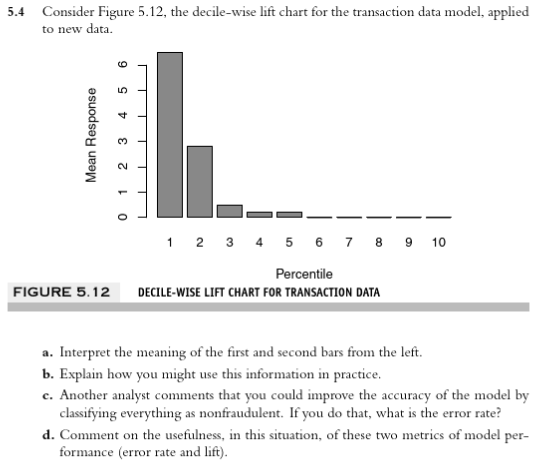 5.4 Consider Figure 5.12, the decile-wise lift chart for the transaction data model, applied
to new data.
Mean Response
6
5
4
3
2
1
0
1 2 3 4 5 6 7 8 9 10
Percentile
FIGURE 5.12 DECILE-WISE LIFT CHART FOR TRANSACTION DATA
a. Interpret the meaning of the first and second bars from the left.
b. Explain how you might use this information in practice.
c. Another analyst comments that you could improve the accuracy of the model by
classifying everything as nonfraudulent. If you do that, what is the error rate?
d. Comment on the usefulness, in this situation, of these two metrics of model per-
formance (error rate and lift).